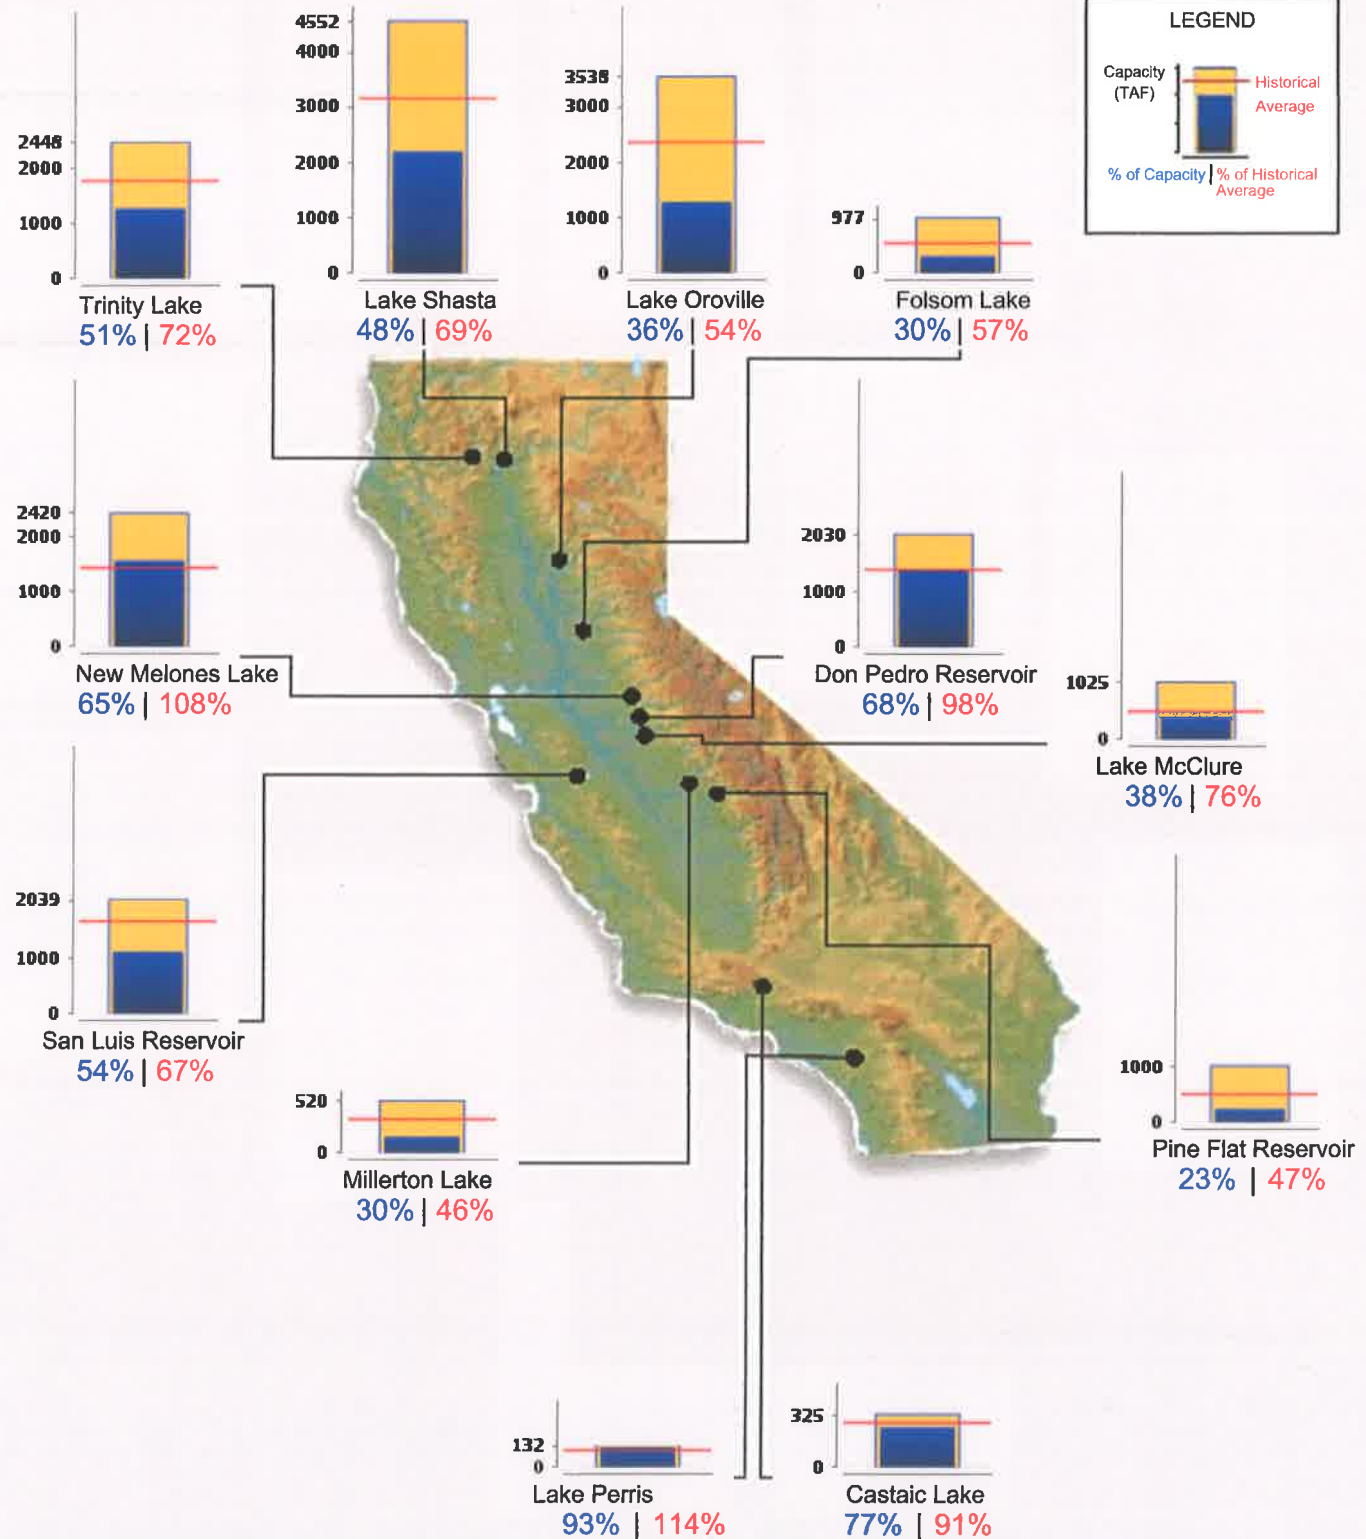 LEGEND
Capacity
(TAF)
Historical
Average
% of Capacity | % of Historical
Average
2448
2000
1000
0
Trinity Lake
51% | 72%
4552
4000
3000
2000
1000
0
Lake Shasta
48% | 69%
3538
3000
2000
1000
0
Lake Oroville
36% | 54%
977
0
Folsom Lake
30% | 57%
2420
2000
1000
0
New Melones Lake
65% | 108%
2030
1000
0
Don Pedro Reservoir
68% | 98%
1025
0
Lake McClure
38% | 76%
2039
1000
0
San Luis Reservoir
54% | 67%
520
0
Millerton Lake
30% | 46%
1000
0
Pine Flat Reservoir
23% | 47%
132
0
Lake Perris
93% | 114%
325
0
Castaic Lake
77% | 91%